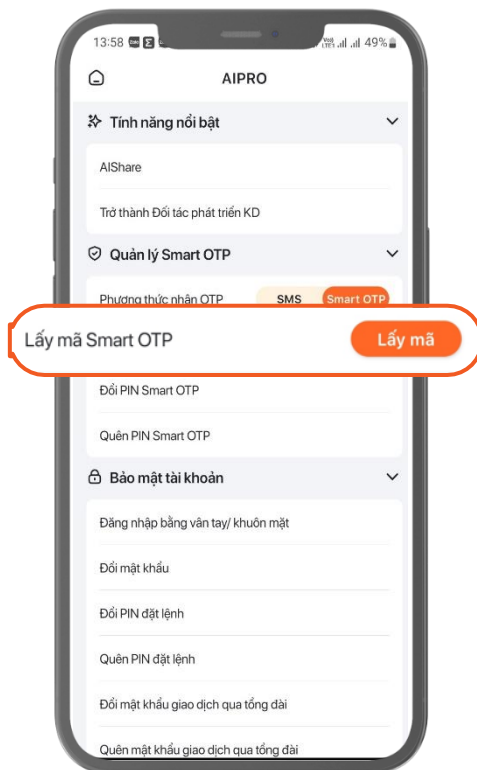 13:58
49%
AIPRO
Tính năng nổi bật
AIShare
Trở thành Đối tác phát triển KD
Quản lý Smart OTP
Phương thức nhận OTP SMS Smart OTP
Lấy mã Smart OTP Lấy mã
Đổi PIN Smart OTP
Quên PIN Smart OTP
Bảo mật tài khoản
Đăng nhập bằng vân tay/ khuôn mặt
Đổi mật khẩu
Đổi PIN đặt lệnh
Quên PIN đặt lệnh
Đổi mật khẩu giao dịch qua tổng đài
Quên mật khẩu giao dịch qua tổng đài